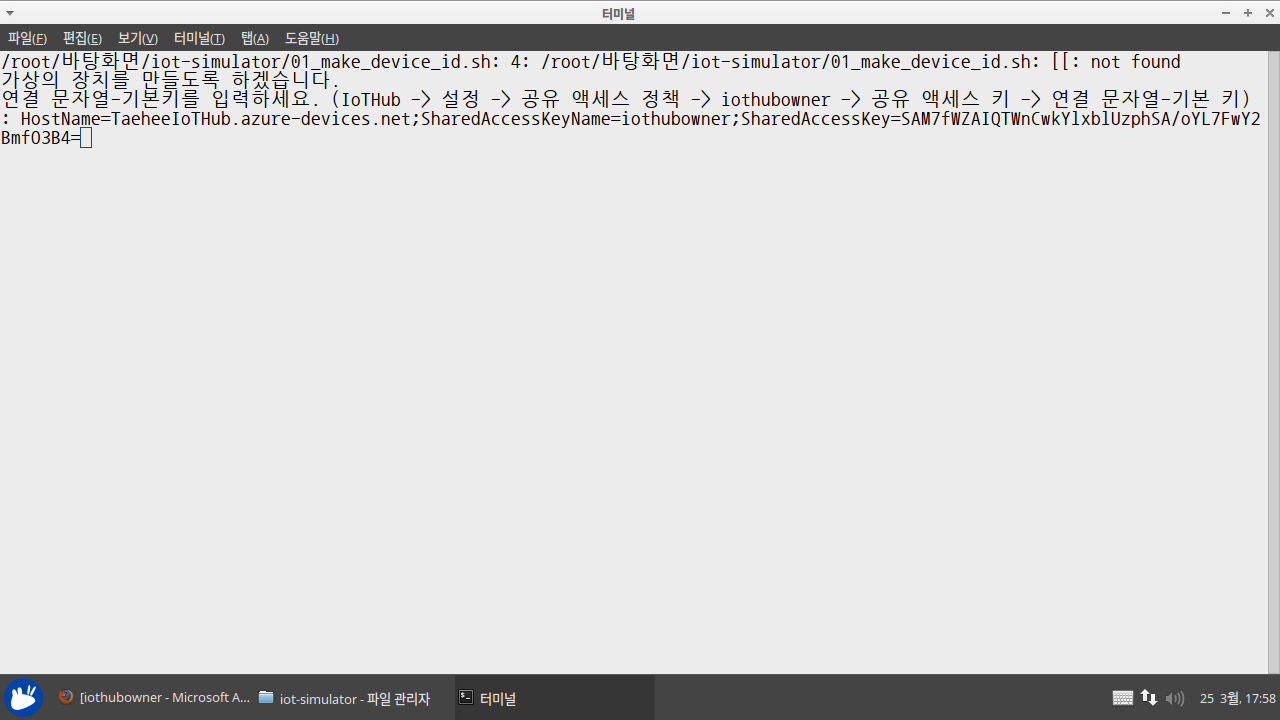 터미널
파일(F) 편집(E) 보기(V) 터미널(T) 탭(A) 도움말(H)
/root/바탕화면/iot-simulator/01_make_device_id.sh: 4: /root/바탕화면/iot-simulator/01_make_device_id.sh: [[: not found
가상의 장치를 만들도록 하겠습니다.
연결 문자열-기본키를 입력하세요. (IoTHub -> 설정 -> 공유 액세스 정책 -> iothubowner -> 공유 액세스 키 -> 연결 문자열-기본 키)
: HostName=TaeheeIoTHub.azure-devices.net;SharedAccessKeyName=iothubowner;SharedAccessKey=SAM7fWZAIQTWnCwkYlxblUzphSA/oYL7FwY2
BmfO3B4=
[iothubowner - Microsoft A... iot-simulator - 파일 관리자 터미널 25 3월, 17:58